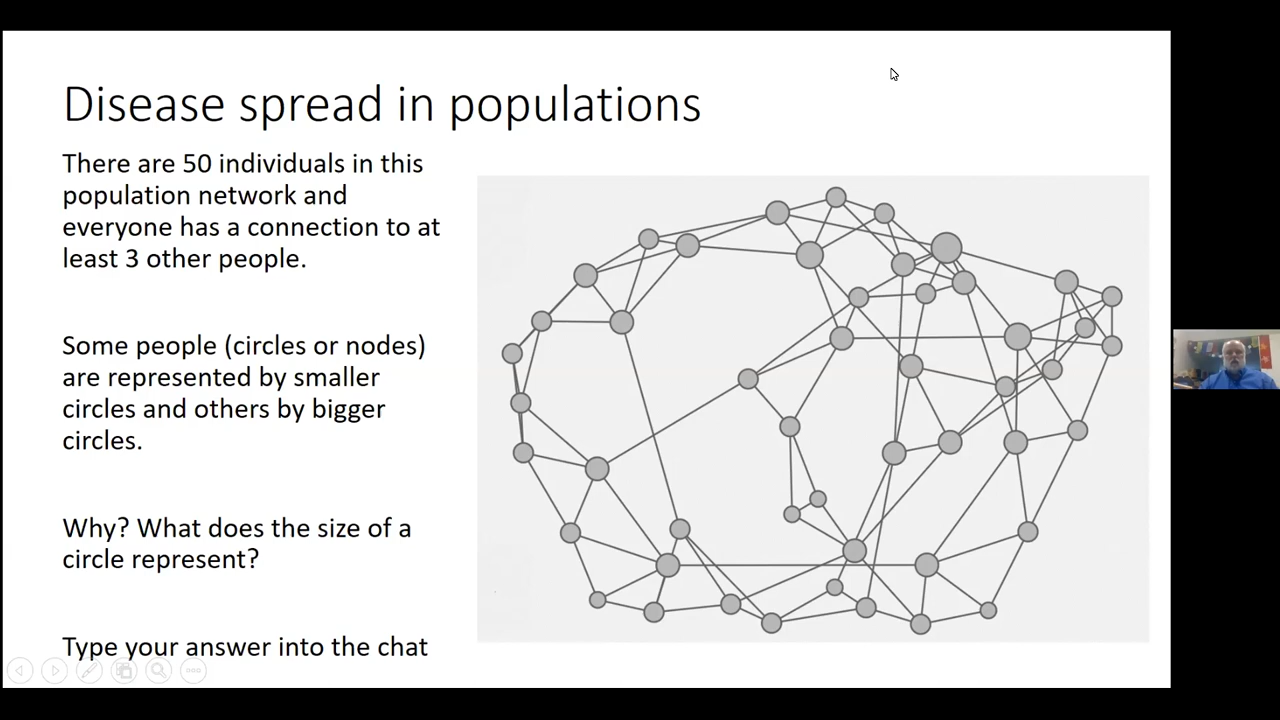 Disease spread in populations
There are 50 individuals in this
population network and
everyone has a connection to at
least 3 other people.
Some people (circles or nodes)
are represented by smaller
circles and others by bigger
circles.
Why? What does the size of a
circle represent?
Type your answer into the chat